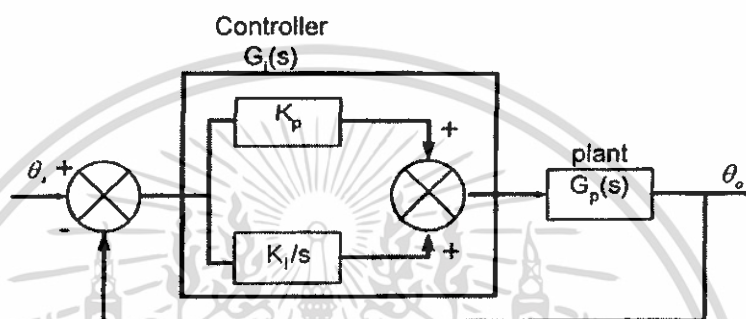 Controller
G_i(s)
K_p
+
plant
θ_i
+
G_p(s)
θ_o
-
K_I/s
+